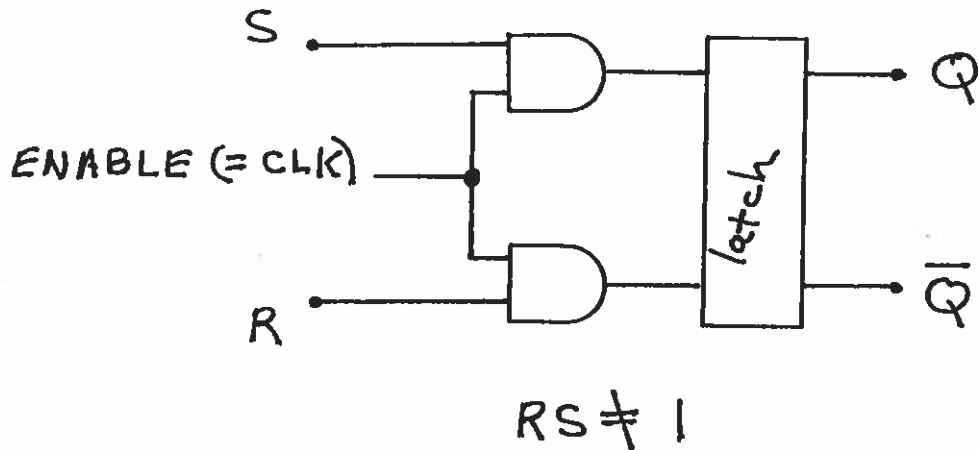 S
Q
ENABLE (= CLK)
latch
R
Q̅
RS ≠ 1